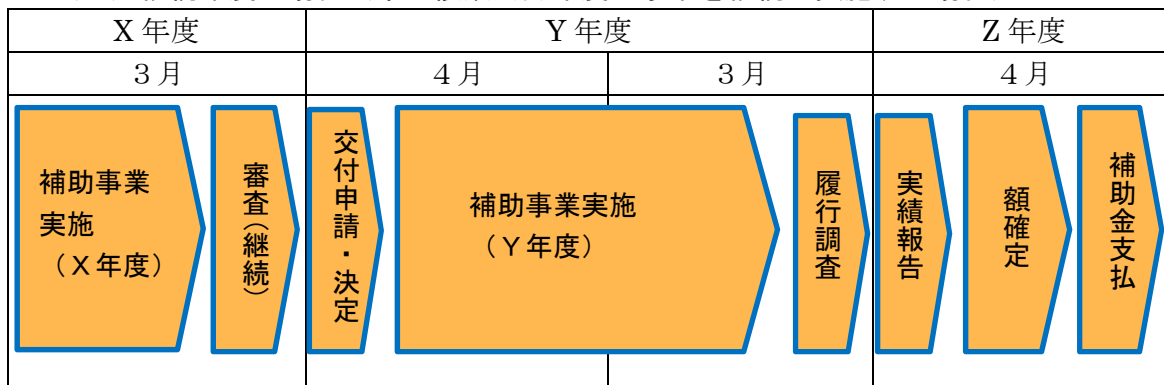 X 年度
Y 年度
Z 年度
３月
４月
３月
４月
補助事業
実施
（Ｘ年度）
審査（継続）
交付申請・決定
補助事業実施
（Ｙ年度）
履行調査
実績報告
額確定
補助金支払